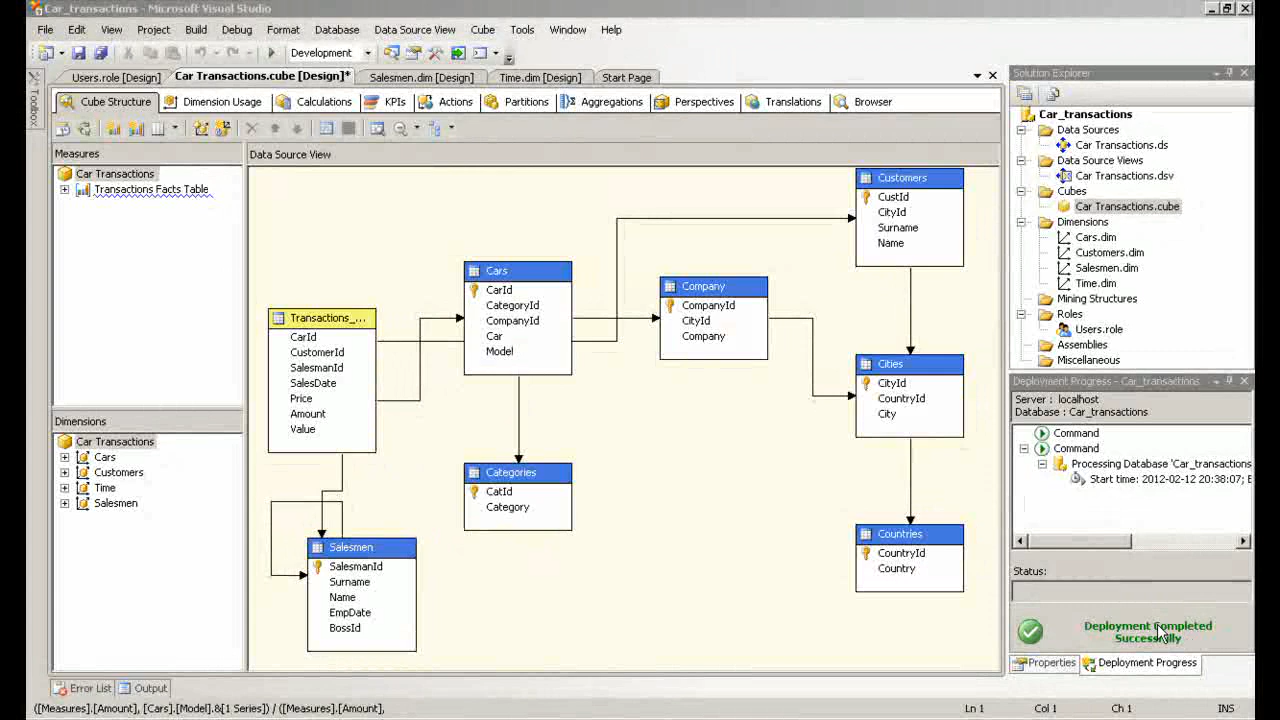 Car_transactions - Microsoft Visual Studio
File Edit View Project Build Debug Format Database Data Source View Cube Tools Window Help
Development
Users.role [Design] Car Transactions.cube [Design]* Salesmen.dim [Design] Time.dim [Design] Start Page
Cube Structure Dimension Usage Calculations KPIs Actions Partitions Aggregations Perspectives Translations Browser
Toolbox
Measures
Car Transactions
Transactions Facts Table
Dimensions
Car Transactions
Cars
Customers
Time
Salesmen
Data Source View
Transactions_...
CarId
CustomerId
SalesmanId
SalesDate
Price
Amount
Value
Salesmen
SalesmanId
Surname
Name
EmpDate
BossId
Cars
CarId
CategoryId
CompanyId
Car
Model
Categories
CatId
Category
Company
CompanyId
CityId
Company
Customers
CustId
CityId
Surname
Name
Cities
CityId
CountryId
City
Countries
CountryId
Country
Solution Explorer
Car_transactions
Data Sources
Car Transactions.ds
Data Source Views
Car Transactions.dsv
Cubes
Car Transactions.cube
Dimensions
Cars.dim
Customers.dim
Salesmen.dim
Time.dim
Mining Structures
Roles
Users.role
Assemblies
Miscellaneous
Deployment Progress - Car_transactions
Server : localhost
Database : Car_transactions
Command
Command
Processing Database 'Car_transactions
Start time: 2012-02-12 20:38:07; E
Status:
Deployment Completed
Successfully
Properties Deployment Progress
Error List Output
([Measures].[Amount], [Cars].[Model].&[1 Series]) / ([Measures].[Amount], Ln 1 Col 1 Ch 1 INS